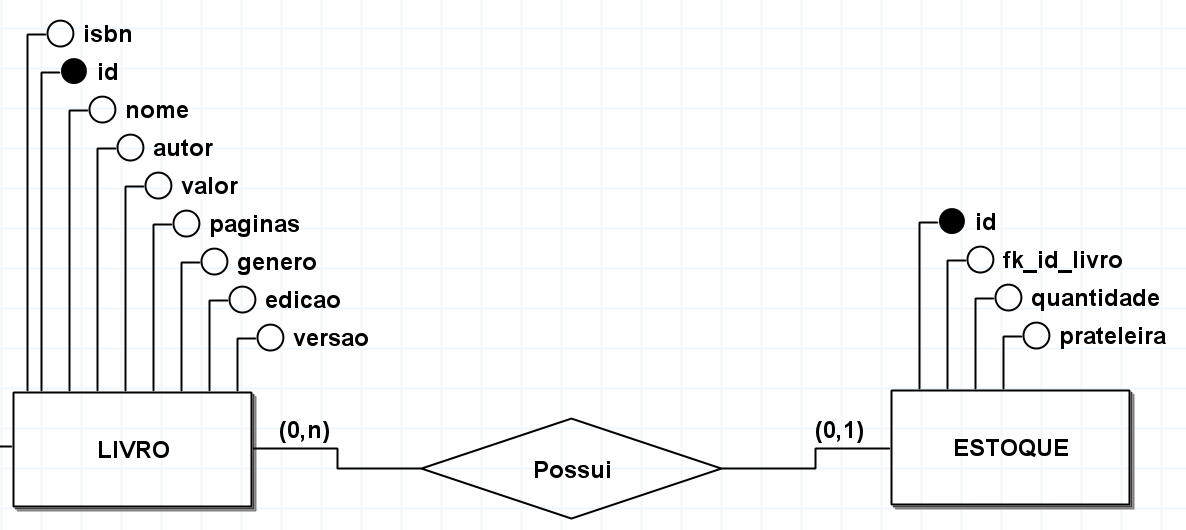 isbn
id
nome
autor
valor
paginas
genero
edicao
versao
id
fk_id_livro
quantidade
prateleira
LIVRO
(0,n)
Possui
(0,1)
ESTOQUE